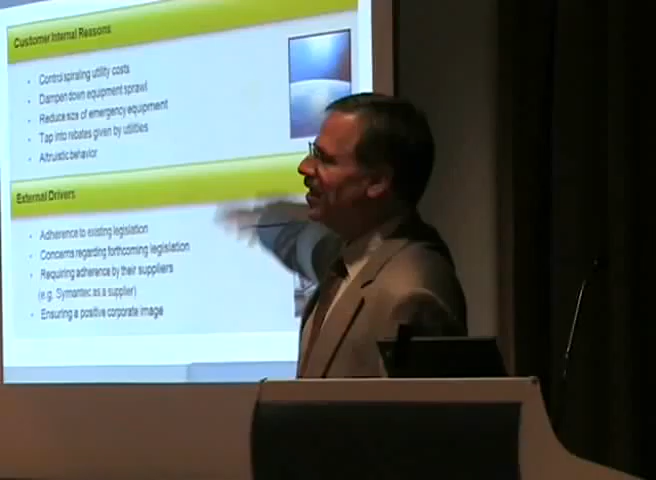 Customer Internal Reasons
• Control spiraling utility costs
• Dampen down equipment sprawl
• Reduce size of emergency equipment
• Tap into rebates given by utilities
• Altruistic behavior
External Drivers
• Adherence to existing legislation
• Concerns regarding forthcoming legislation
• Requiring adherence by their suppliers
(e.g. Symantec as a supplier)
• Ensuring a positive corporate image